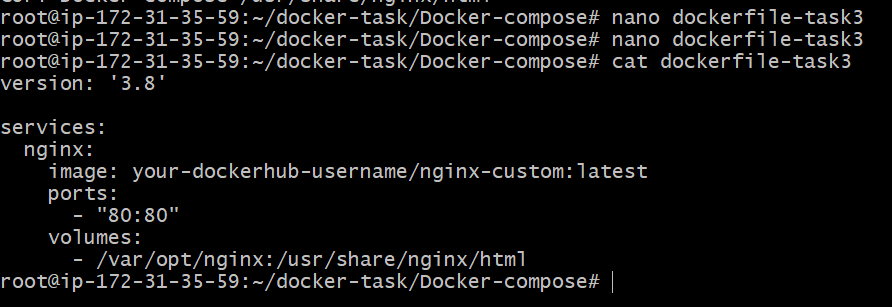 root@ip-172-31-35-59:~/docker-task/Docker-compose# nano dockerfile-task3
root@ip-172-31-35-59:~/docker-task/Docker-compose# nano dockerfile-task3
root@ip-172-31-35-59:~/docker-task/Docker-compose# cat dockerfile-task3
version: '3.8'

services:
  nginx:
    image: your-dockerhub-username/nginx-custom:latest
    ports:
      - "80:80"
    volumes:
      - /var/opt/nginx:/usr/share/nginx/html
root@ip-172-31-35-59:~/docker-task/Docker-compose#